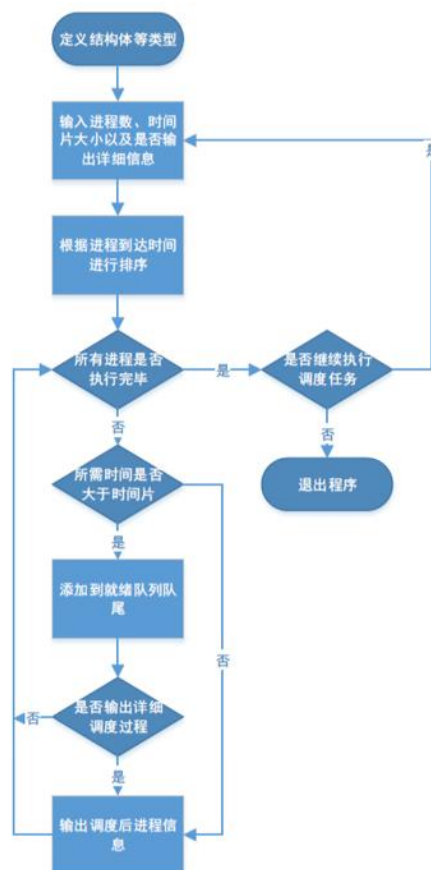 定义结构体等类型
输入进程数、时间
片大小以及是否输
出详细信息
是
根据进程到达时间
进行排序
所有进程是否
执行完毕
是
是否继续执行
调度任务
否
否
所需时间是否
大于时间片
退出程序
是
添加到就绪队列队
尾
否
是否输出详细
调度过程
否
是
输出调度后进程信
息